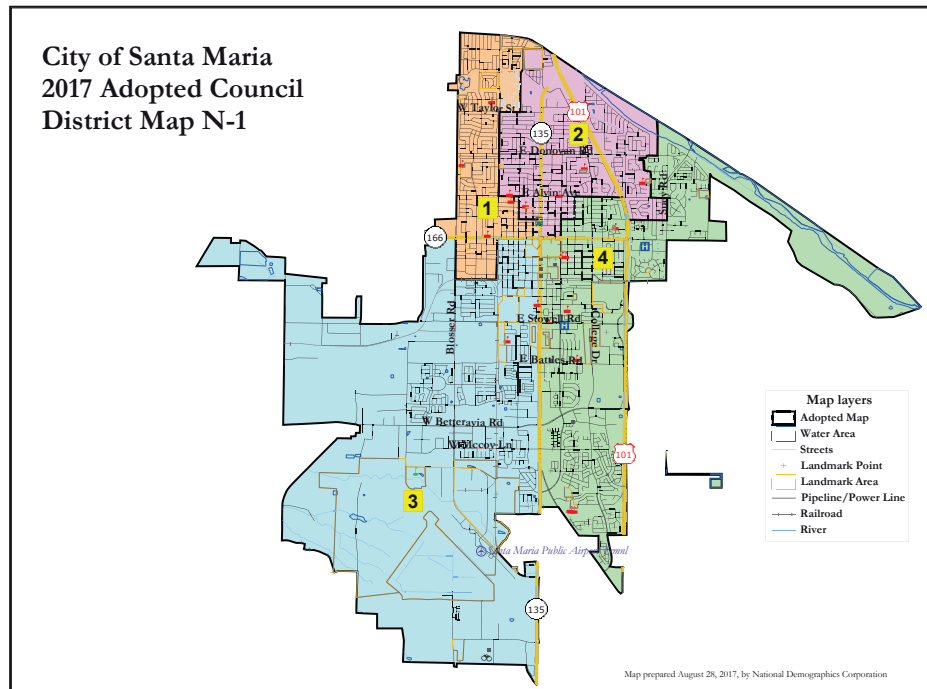 City of Santa Maria
2017 Adopted Council
District Map N-1
W Taylor St
101
135
2
E Donovan Rd
E Alvin Ave
1
166
4
H
Blosser Rd
E Stowell Rd
College Dr
H
E Battles Rd
W Betteravia Rd
W Mccoy Ln
101
3
Santa Maria Public Airport
135
Map layers
Adopted Map
Water Area
Streets
Landmark Point
Landmark Area
Pipeline/Power Line
Railroad
River
Map prepared August 28, 2017, by National Demographics Corporation